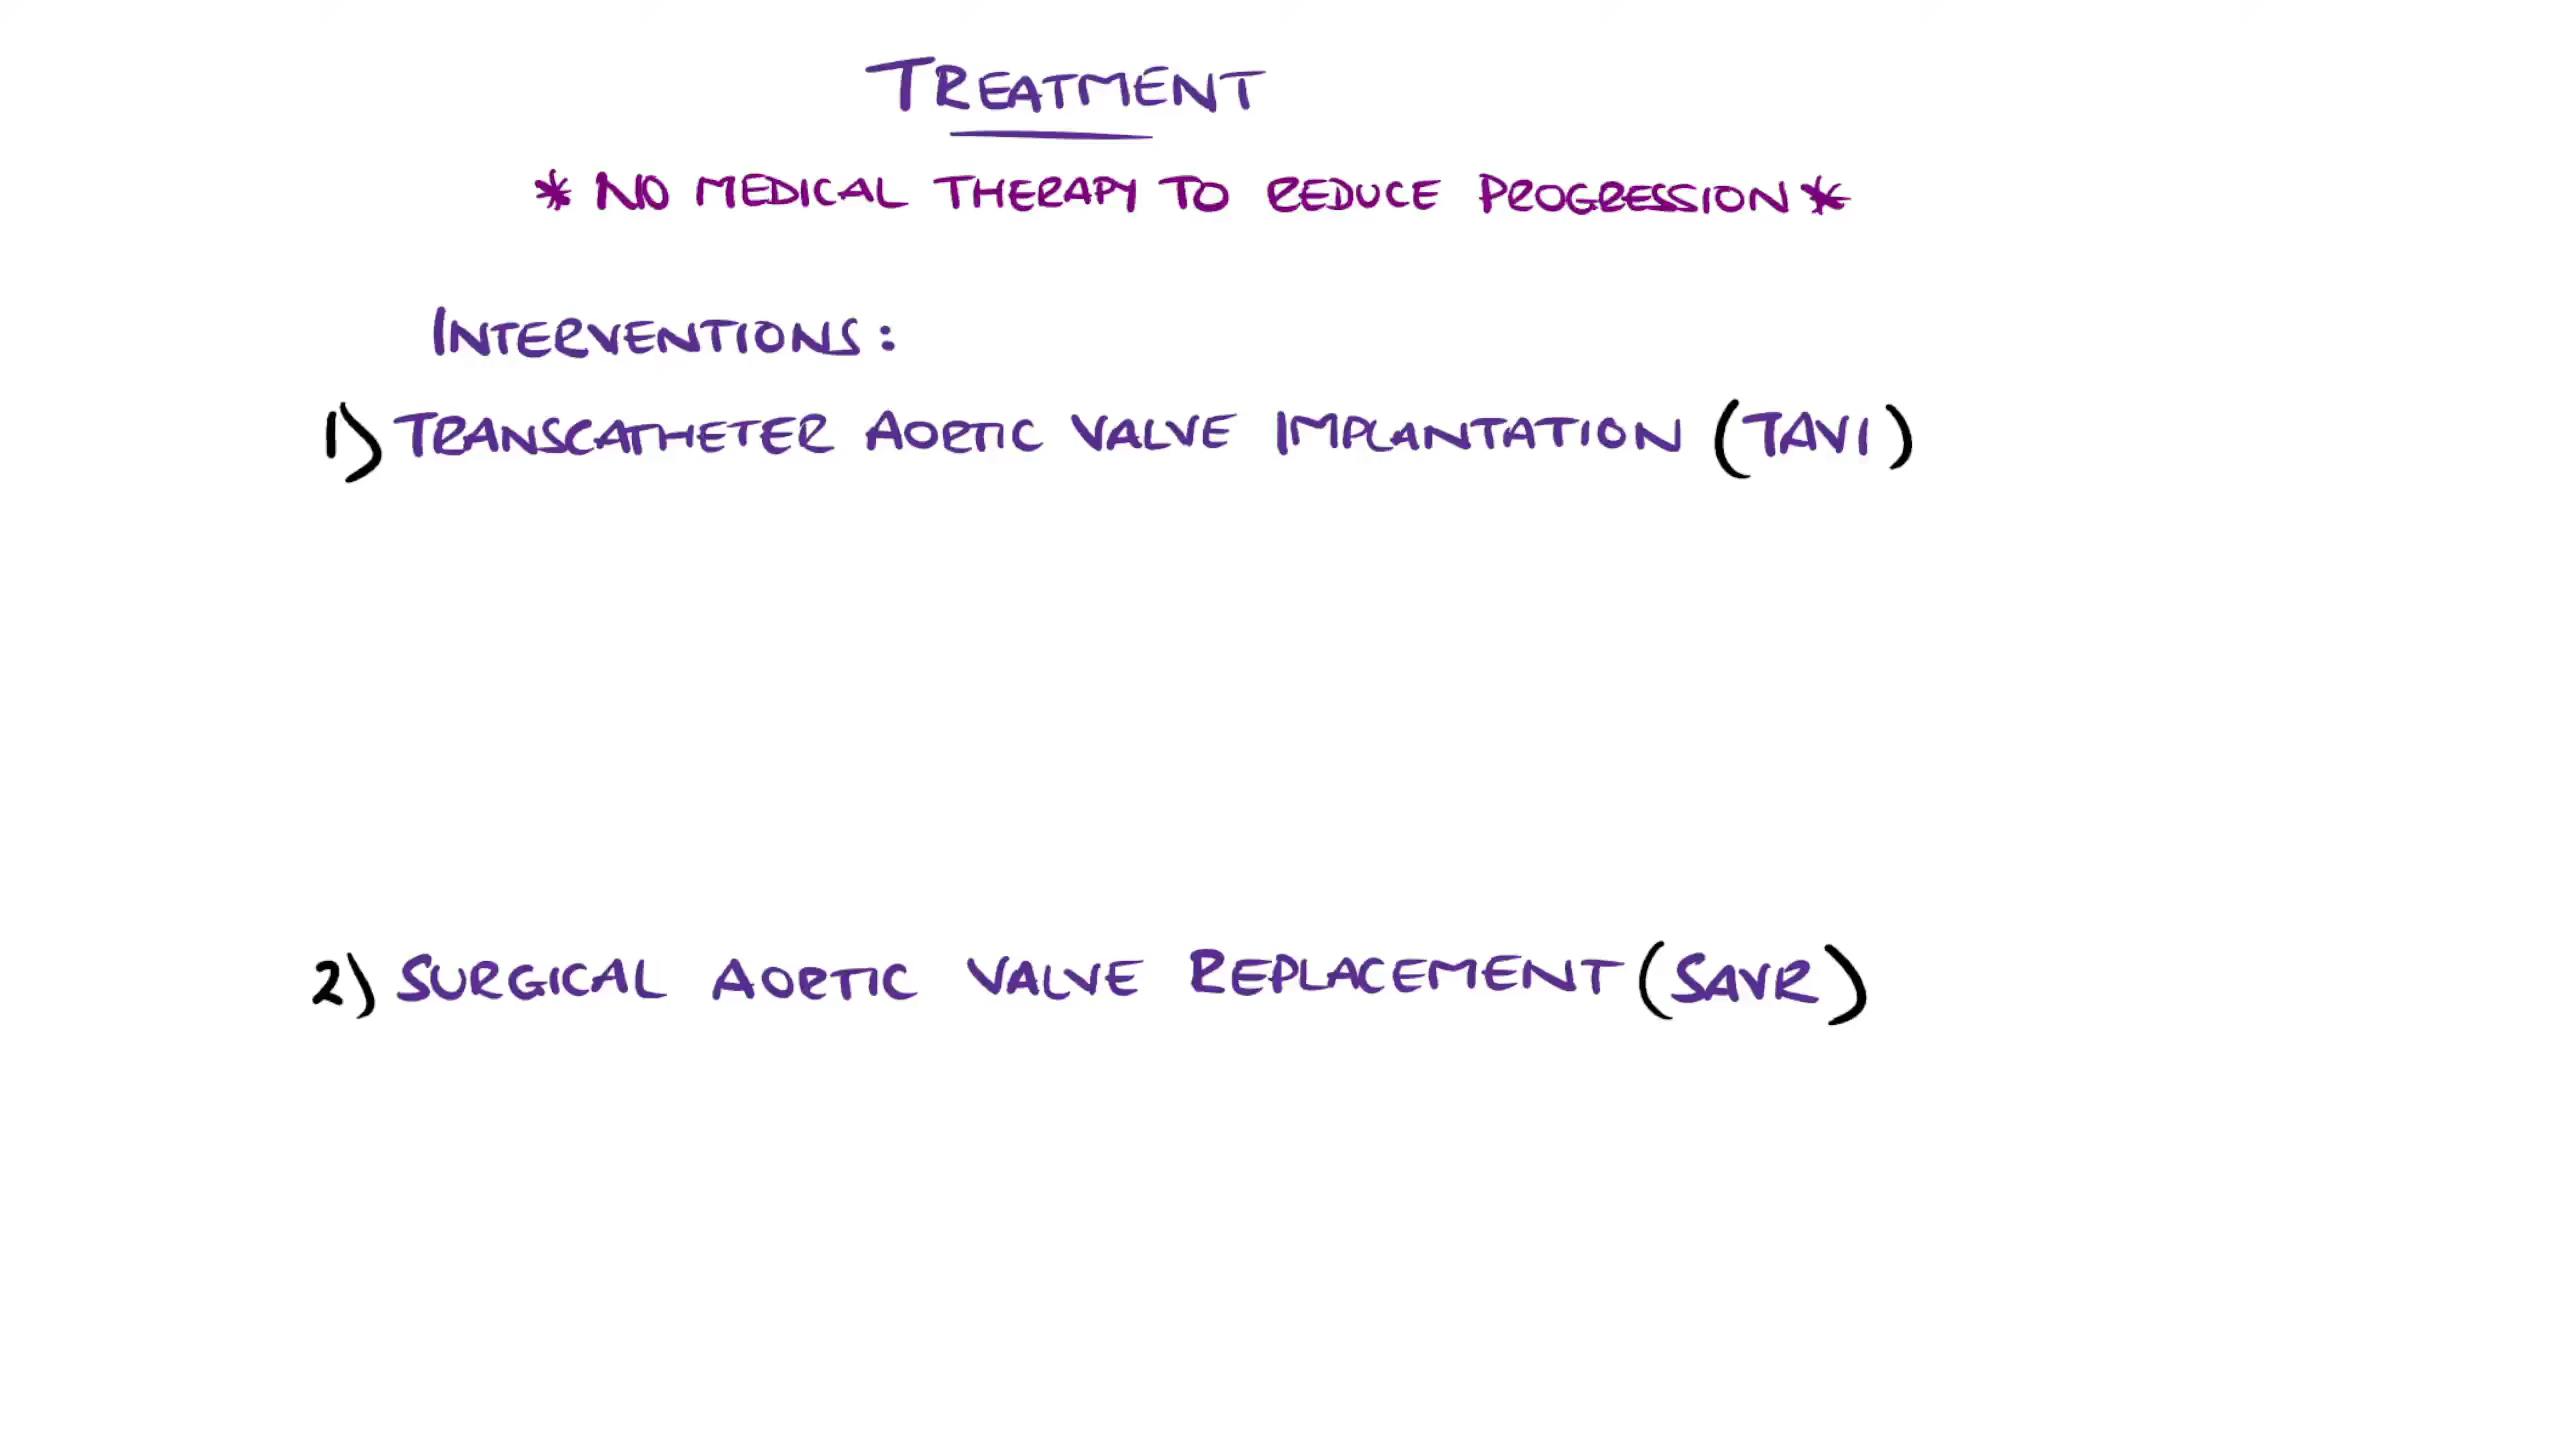 TREATMENT
* NO MEDICAL THERAPY TO REDUCE PROGRESSION *
INTERVENTIONS:
1) TRANSCATHETER AORTIC VALVE IMPLANTATION (TAVI)
2) SURGICAL AORTIC VALVE REPLACEMENT (SAVR)